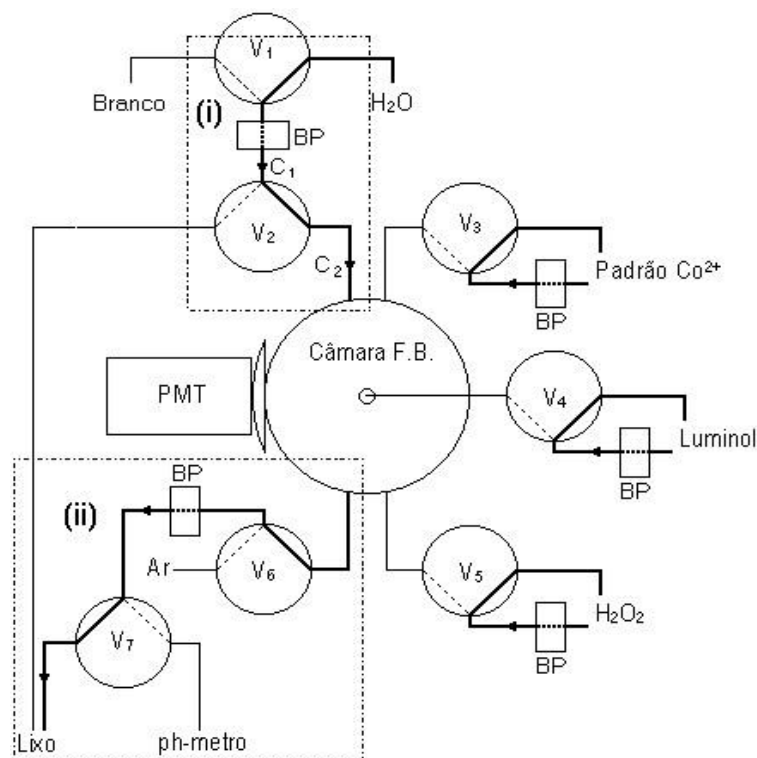 V₁
Branco
(i)
H₂O
BP
C₁
V₂
C₂
V₃
Padrão Co²⁺
BP
Câmara F.B.
PMT
V₄
Luminol
BP
(ii)
BP
Ar
V₆
V₅
H₂O₂
BP
V₇
Lixo
ph-metro